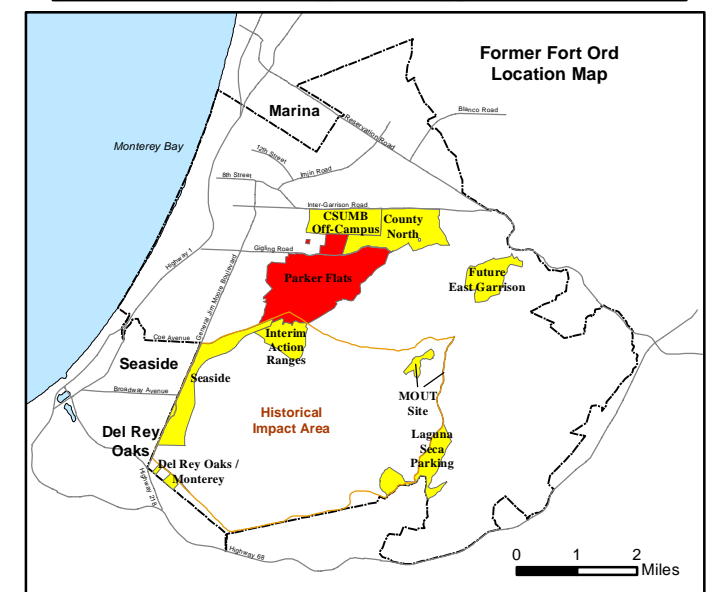 Former Fort Ord
Location Map
Marina
Blanco Road
Reservation Road
Monterey Bay
12th Street
Imjin Road
8th Street
Inter-Garrison Road
CSUMB
Off-Campus
County
North
Gigling Road
Highway 1
General Jim Moore Boulevard
Parker Flats
Future
East Garrison
Coe Avenue
Interim
Action
Ranges
Seaside
Seaside
Broadway Avenue
MOUT
Site
Historical
Impact Area
Del Rey
Oaks
Laguna
Seca
Parking
Del Rey Oaks /
Monterey
Highway 218
Highway 68
0 1 2
Miles